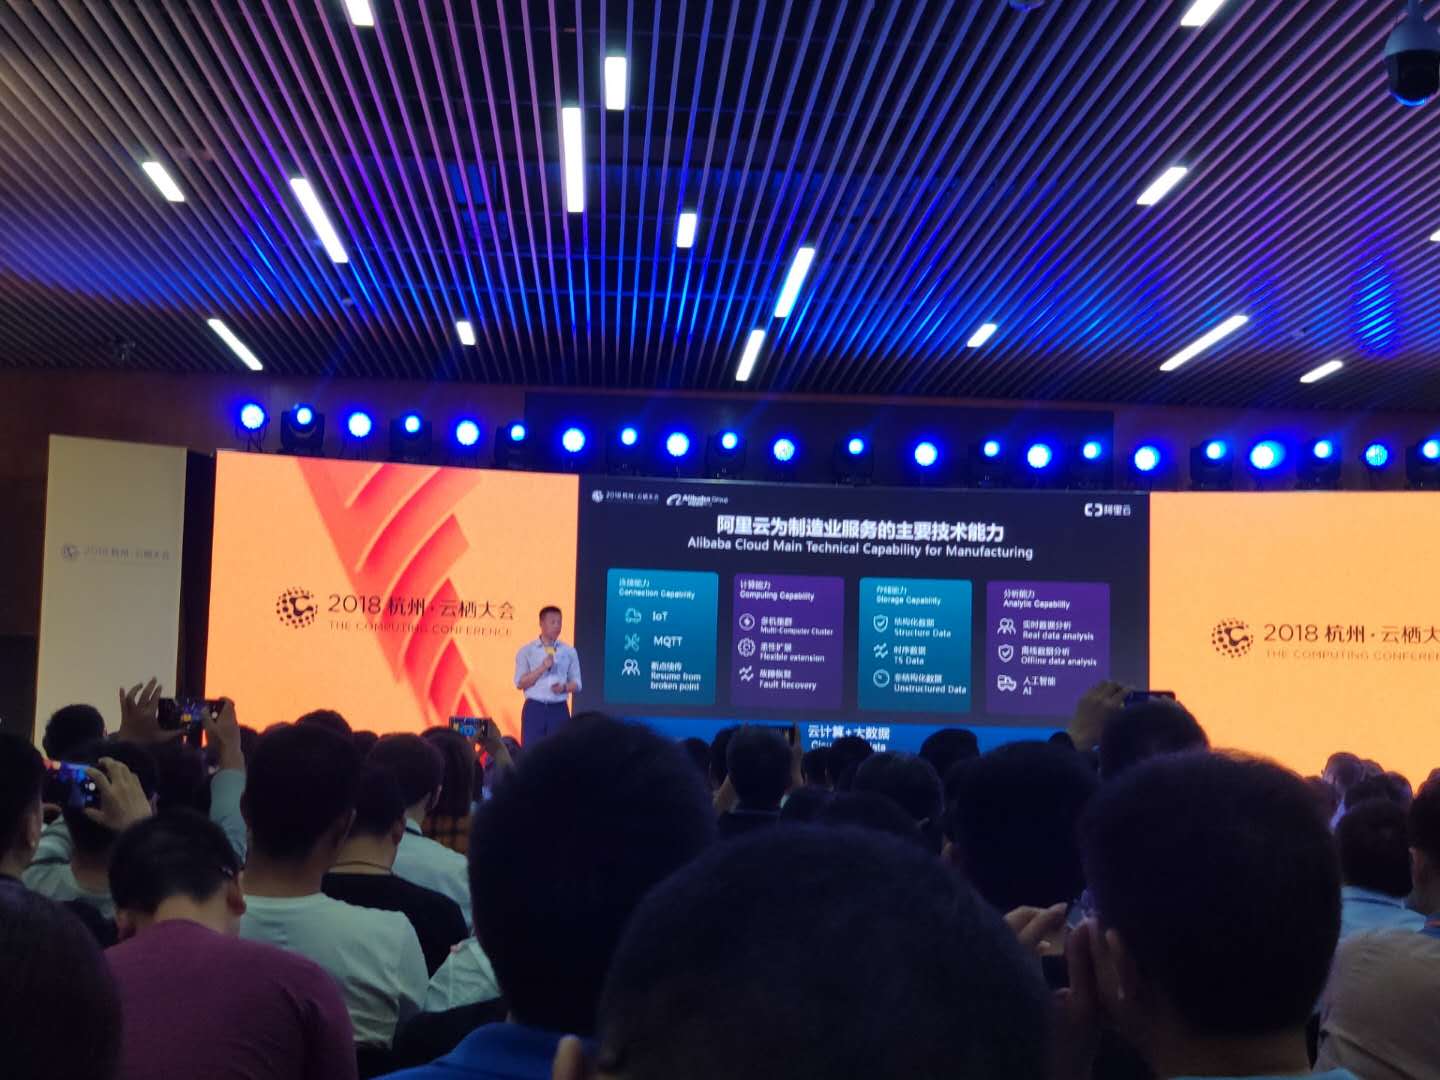 2018 杭州·云栖大会
2018 杭州·云栖大会
THE COMPUTING CONFERENCE
2018 杭州·云栖大会
Alibaba Group
阿里云
阿里云为制造业服务的主要技术能力
Alibaba Cloud Main Technical Capability for Manufacturing
连接能力
Connection Capability
IoT
MQTT
断点续传
Resume from
broken point
计算能力
Computing Capability
多机集群
Multi-Computer Cluster
柔性扩展
Flexible extension
故障恢复
Fault Recovery
存储能力
Storage Capability
结构化数据
Structure Data
时序数据
TS Data
非结构化数据
Unstructured Data
分析能力
Analytic Capability
实时数据分析
Real data analysis
离线数据分析
Offline data analysis
人工智能
AI
云计算+大数据
2018 杭州·云栖大
THE COMPUTING CONFEREN